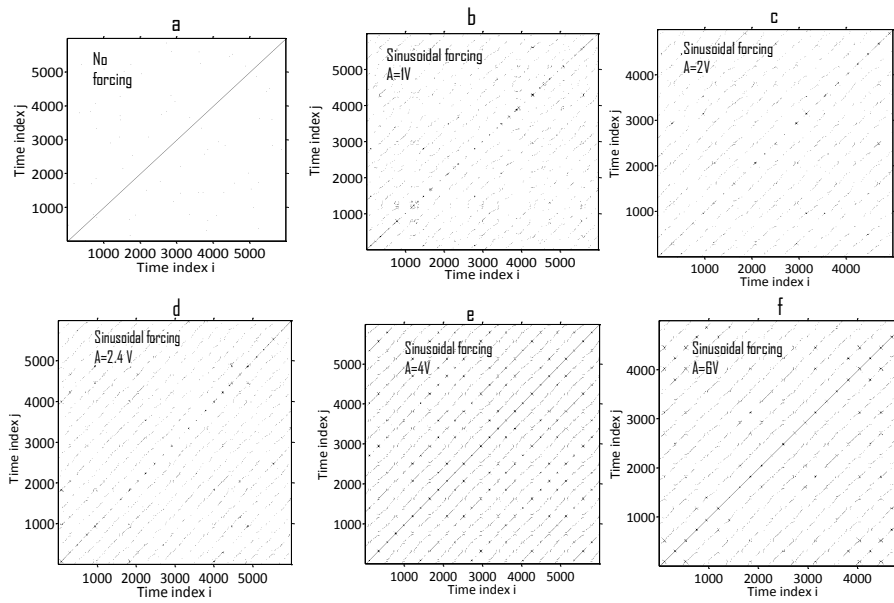 a
No
forcing
5000
4000
3000
2000
1000
Time index j
1000 2000 3000 4000 5000
Time index i
b
Sinusoidal forcing
A=1V
5000
4000
3000
2000
1000
Time index j
1000 2000 3000 4000 5000
Time index i
c
Sinusoidal forcing
A=2V
4000
3000
2000
1000
Time index j
1000 2000 3000 4000
Time index i
d
Sinusoidal forcing
A=2.4 V
5000
4000
3000
2000
1000
Time index j
1000 2000 3000 4000 5000
Time index i
e
Sinusoidal forcing
A=4V
5000
4000
3000
2000
1000
Time index j
1000 2000 3000 4000 5000
Time index i
f
Sinusoidal forcing
A=6V
4000
3000
2000
1000
Time index j
1000 2000 3000 4000
Time index i